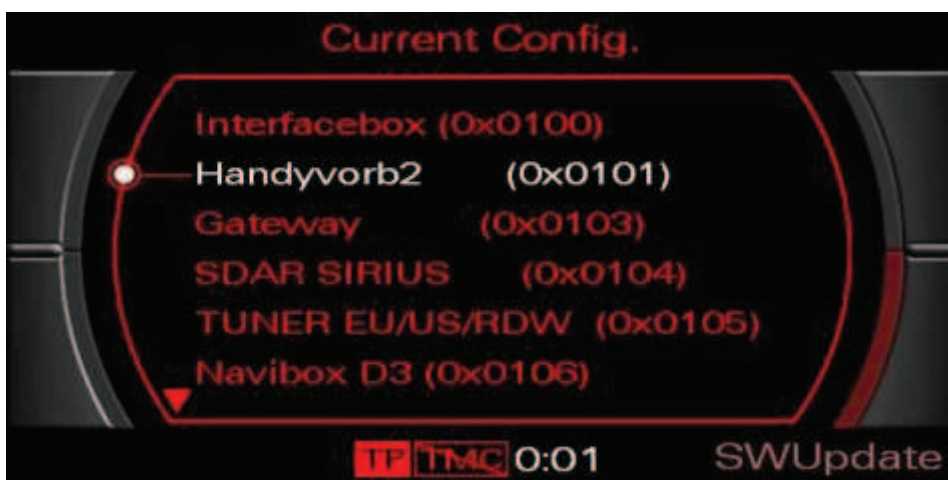 Current Config.
Interfacebox (0x0100)
Handyvorb2 (0x0101)
Gateway (0x0103)
SDAR SIRIUS (0x0104)
TUNER EU/US/RDW (0x0105)
Navibox D3 (0x0106)
TP TMC 0:01 SWUpdate